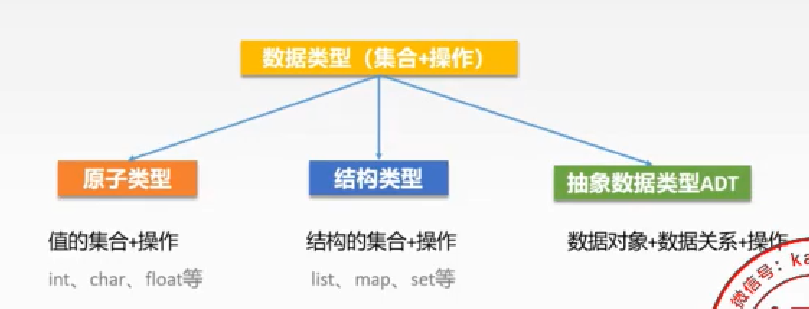 数据类型（集合+操作）
原子类型
结构类型
抽象数据类型ADT
值的集合+操作
结构的集合+操作
数据对象+数据关系+操作
int、char、float等
list、map、set等
微信号：ka